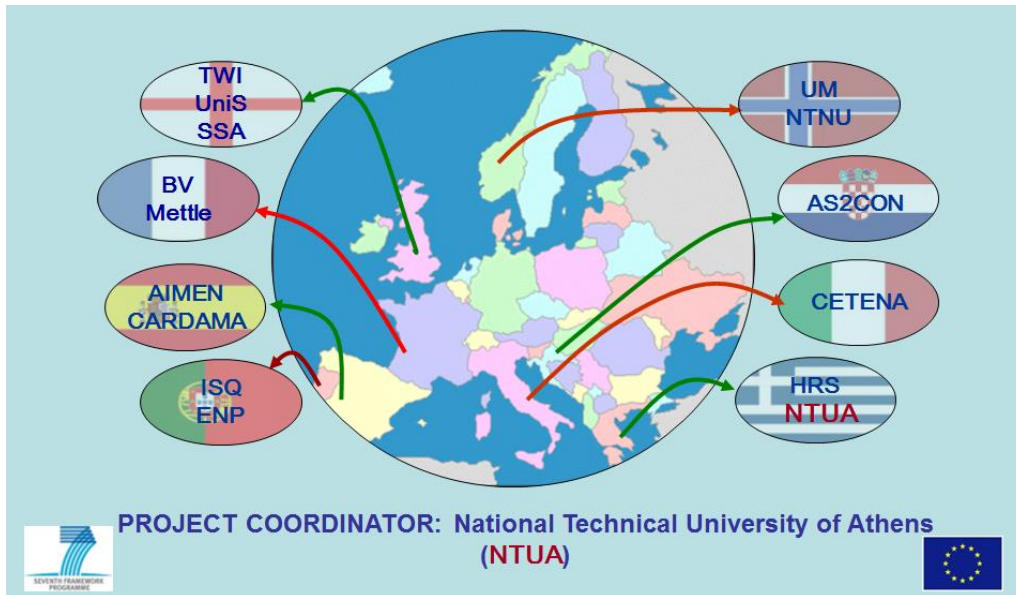 TWI
UniS
SSA
BV
Mettle
AIMEN
CARDAMA
ISQ
ENP
UM
NTNU
AS2CON
CETENA
HRS
NTUA
PROJECT COORDINATOR: National Technical University of Athens
(NTUA)
SEVENTH FRAMEWORK
PROGRAMME